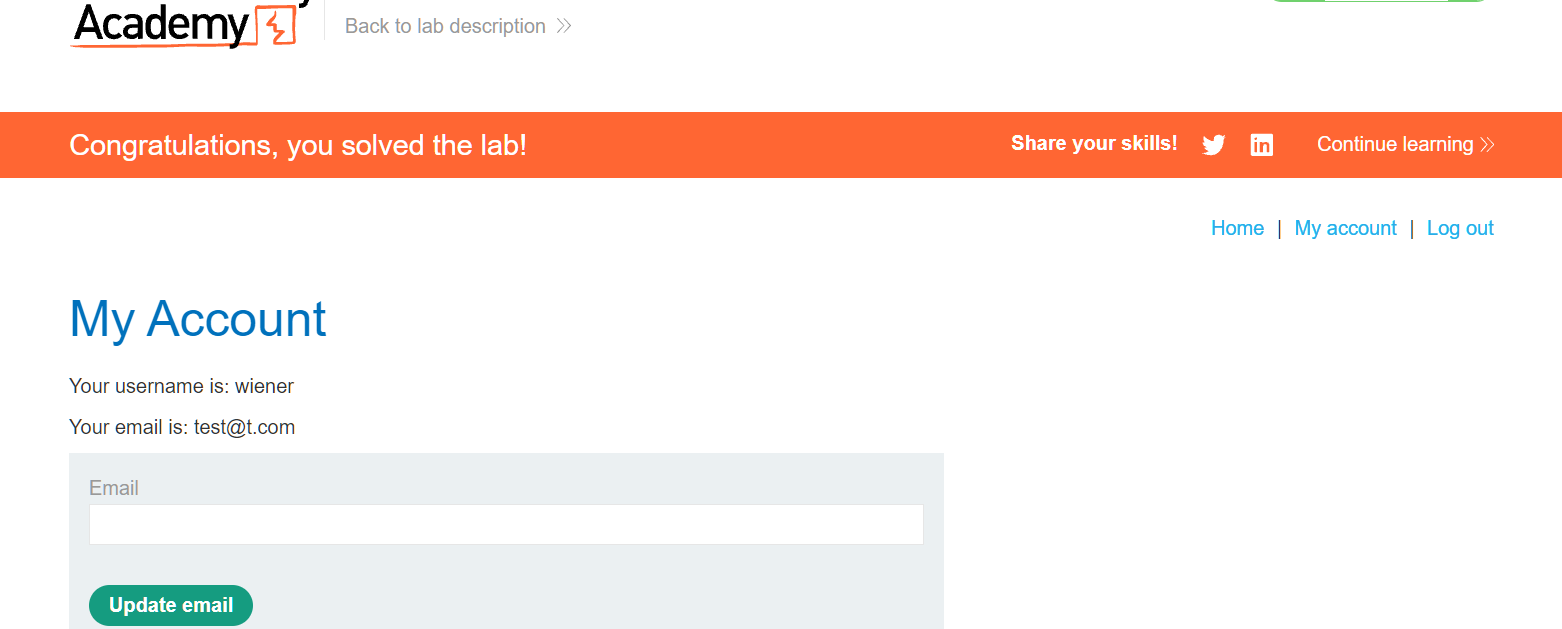 Academy
Back to lab description
Congratulations, you solved the lab!
Share your skills!
in
Continue learning
Home | My account | Log out
My Account
Your username is: wiener
Your email is: test@t.com
Email
Update email